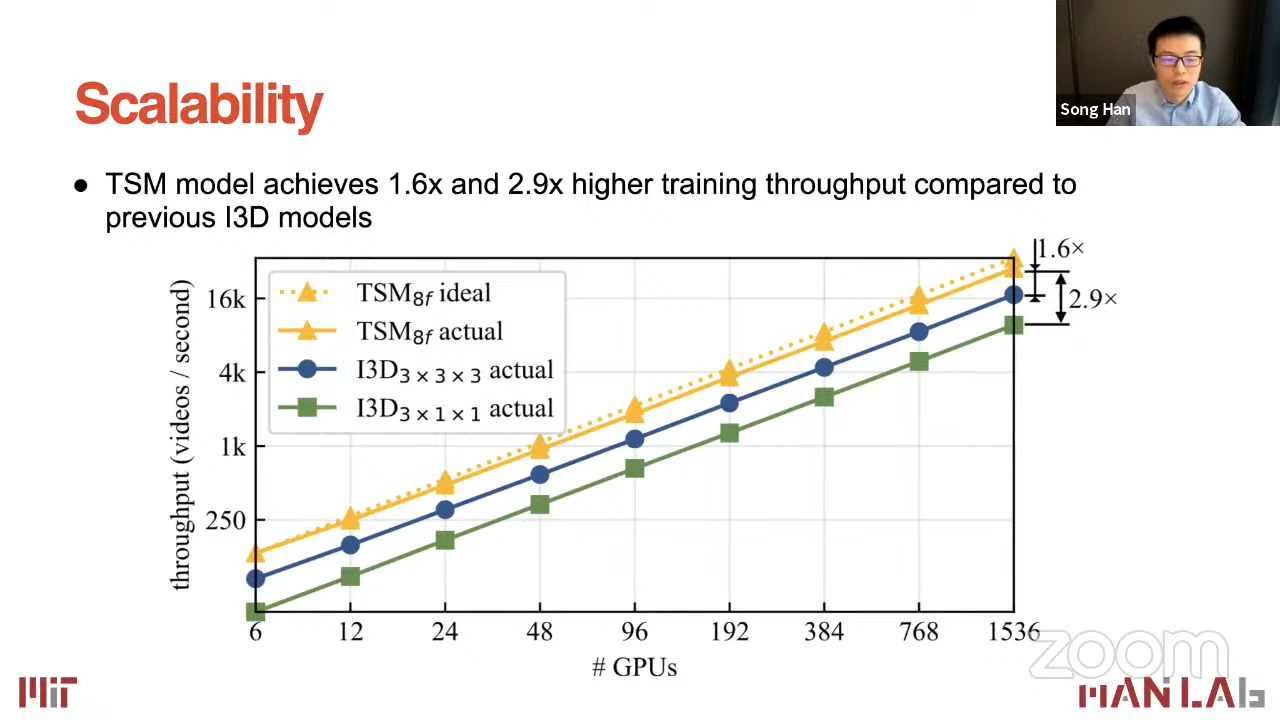 Song Han
Scalability
● TSM model achieves 1.6x and 2.9x higher training throughput compared to
previous I3D models
1.6×
2.9×
TSM8f ideal
TSM8f actual
I3D3×3×3 actual
I3D3×1×1 actual
throughput (videos / second)
16k
4k
1k
250
6 12 24 48 96 192 384 768 1536
# GPUs
zoom
MIT
HAN LAb